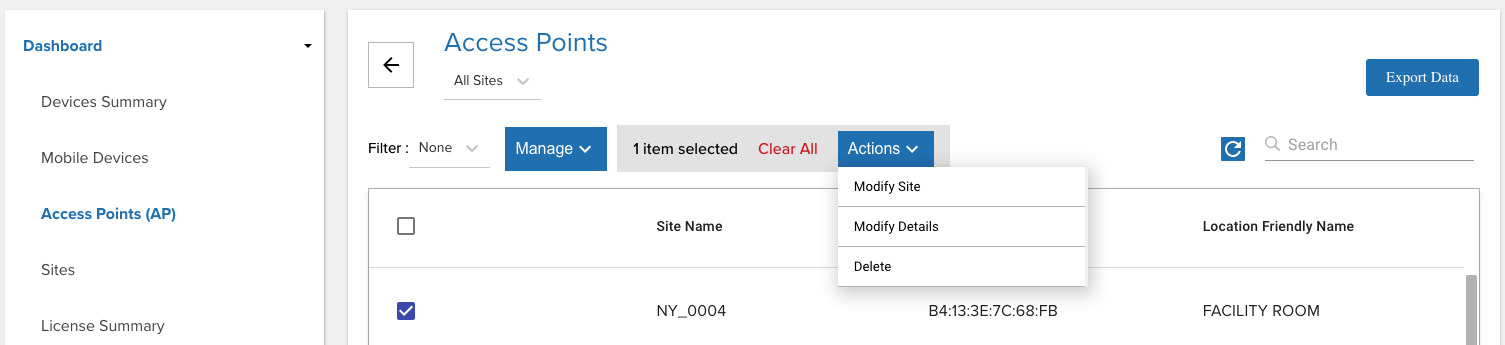 Dashboard
Devices Summary
Mobile Devices
Access Points (AP)
Sites
License Summary
Access Points
All Sites
Export Data
Filter : None Manage 1 item selected Clear All Actions Search
Modify Site
Modify Details
Delete
Site Name Location Friendly Name
NY_0004 B4:13:3E:7C:68:FB FACILITY ROOM